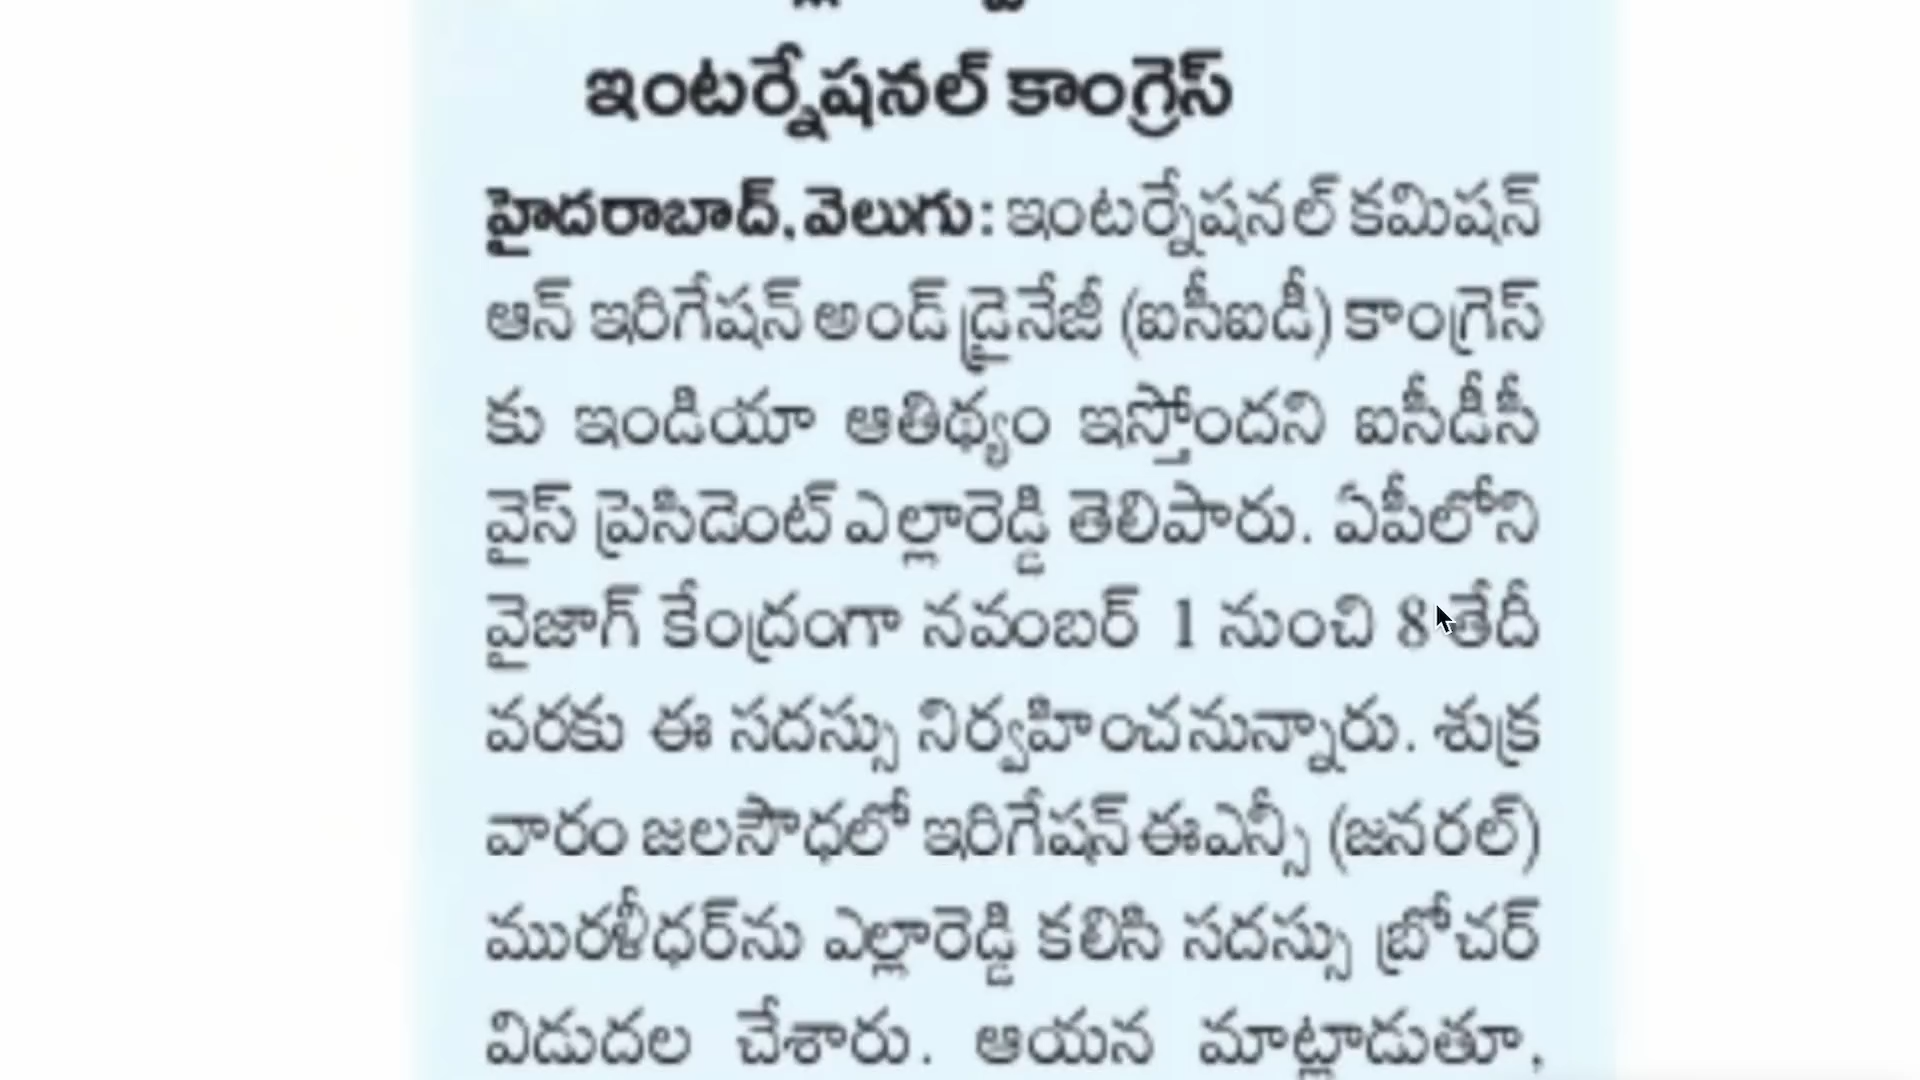 ఇంటర్నేషనల్ కాంగ్రెస్
హైదరాబాద్, వెలుగు: ఇంటర్నేషనల్ కమిషన్
ఆన్ ఇరిగేషన్ అండ్ డ్రైనేజీ (ఐసీఐడీ) కాంగ్రెస్
కు ఇండియా ఆతిథ్యం ఇస్తోందని ఐసీడీసీ
వైస్ ప్రెసిడెంట్ ఎల్లారెడ్డి తెలిపారు. ఏపీలోని
వైజాగ్ కేంద్రంగా నవంబర్ 1 నుంచి 8 తేదీ
వరకు ఈ సదస్సు నిర్వహించనున్నారు. శుక్ర
వారం జలసౌధలో ఇరిగేషన్ ఈఎన్సీ (జనరల్)
మురళీధర్‌ను ఎల్లారెడ్డి కలిసి సదస్సు బ్రోచర్
విడుదల చేశారు. ఆయన మాట్లాడుతూ,